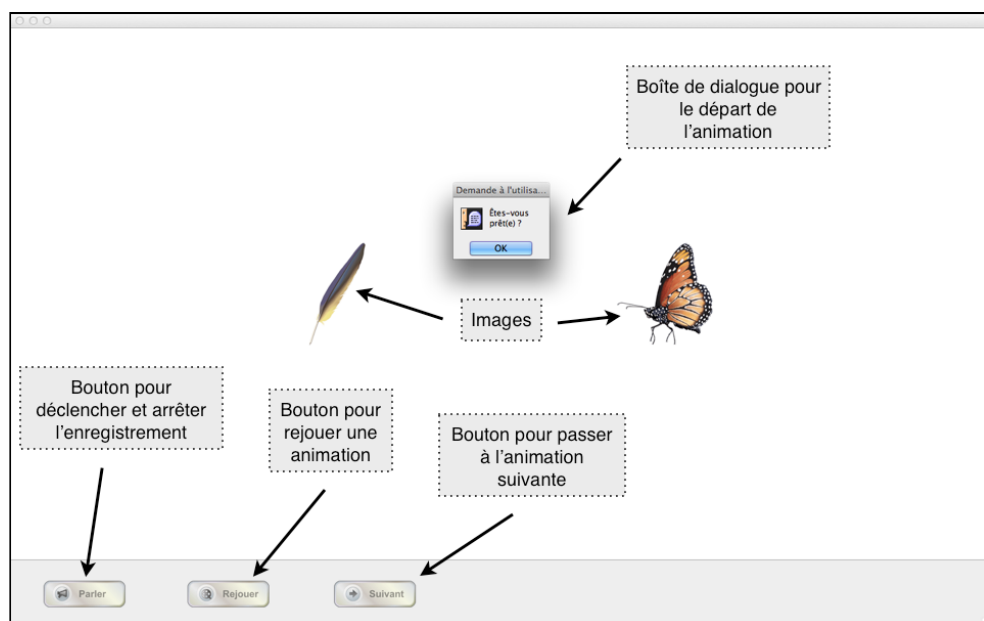 Boîte de dialogue pour
le départ de
l'animation
Demande à l'utilisa...
Êtes-vous
prêt(e) ?
OK
Images
Bouton pour
déclencher et arrêter
l'enregistrement
Bouton pour
rejouer une
animation
Bouton pour passer
à l'animation
suivante
Parler
Rejouer
Suivant